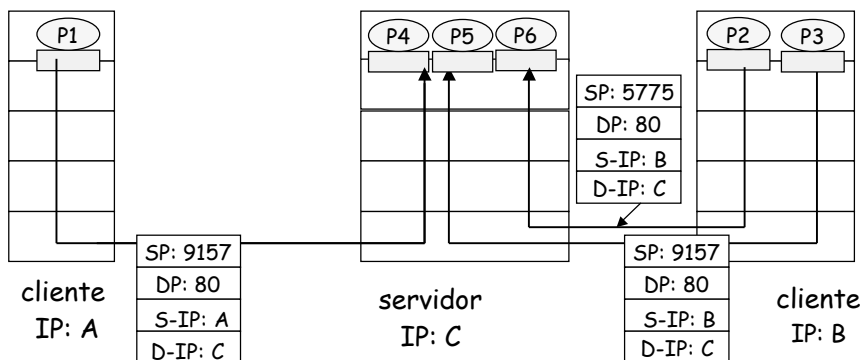 P1
P4
P5
P6
P2
P3
SP: 5775
DP: 80
S-IP: B
D-IP: C
SP: 9157
DP: 80
S-IP: A
D-IP: C
SP: 9157
DP: 80
S-IP: B
D-IP: C
cliente
IP: A
servidor
IP: C
cliente
IP: B